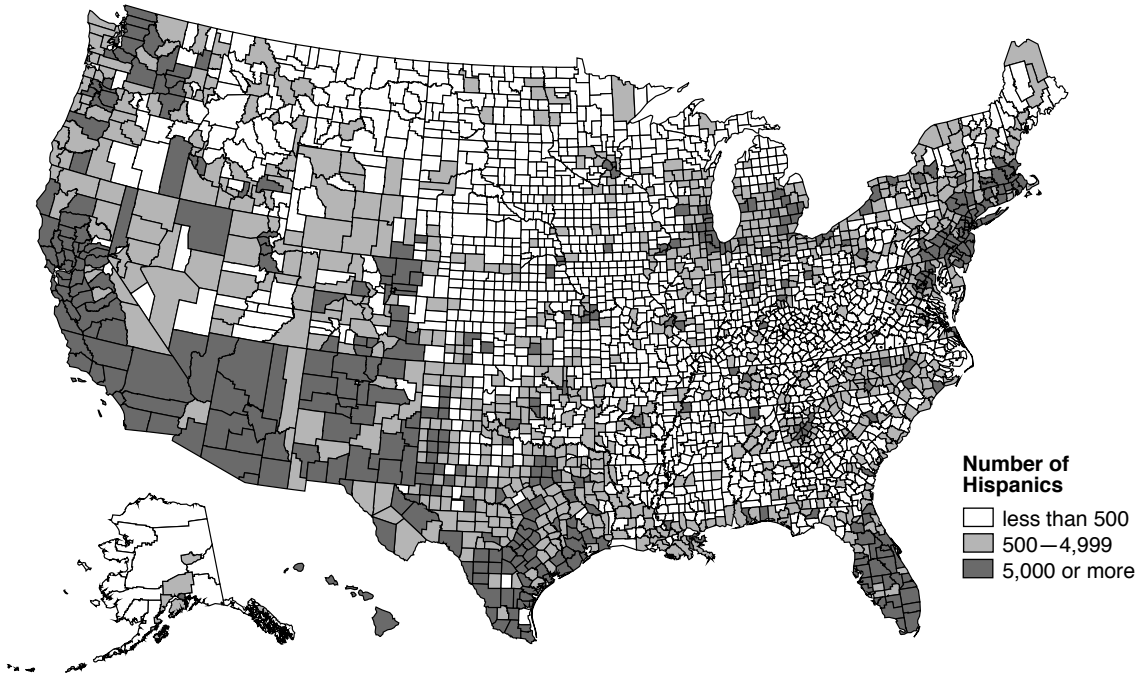 Number of
Hispanics
less than 500
500—4,999
5,000 or more